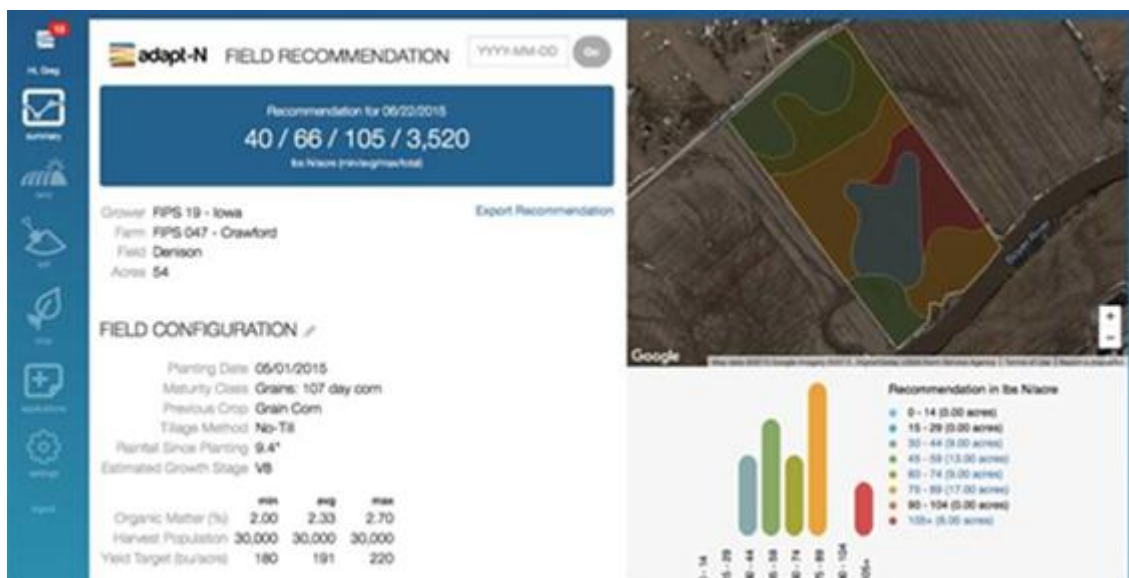 10
Hi, Greg
summary
adapt-N FIELD RECOMMENDATION
YYYY-MM-DD
Go
Recommendation for 06/22/2015
40 / 66 / 105 / 3,520
lbs N/acre (min/avg/max/total)
Grower FIPS 19 - Iowa
Export Recommendation
Farm FIPS 047 - Crawford
Field Denison
Acres 54
FIELD CONFIGURATION
Planting Date 05/01/2015
Maturity Class Grains: 107 day corn
Previous Crop Grain Corn
Tillage Method No-Till
Rainfall Since Planting 9.4"
Estimated Growth Stage V8
min avg max
Organic Matter (%) 2.00 2.33 2.70
Harvest Population 30,000 30,000 30,000
Yield Target (bu/acre) 180 191 220
applications
settings
Google
+
-
Recommendation in lbs N/acre
0 - 14 (0.00 acres)
15 - 29 (0.00 acres)
30 - 44 (9.00 acres)
45 - 59 (13.00 acres)
60 - 74 (9.00 acres)
75 - 89 (17.00 acres)
90 - 104 (0.00 acres)
105+ (6.00 acres)